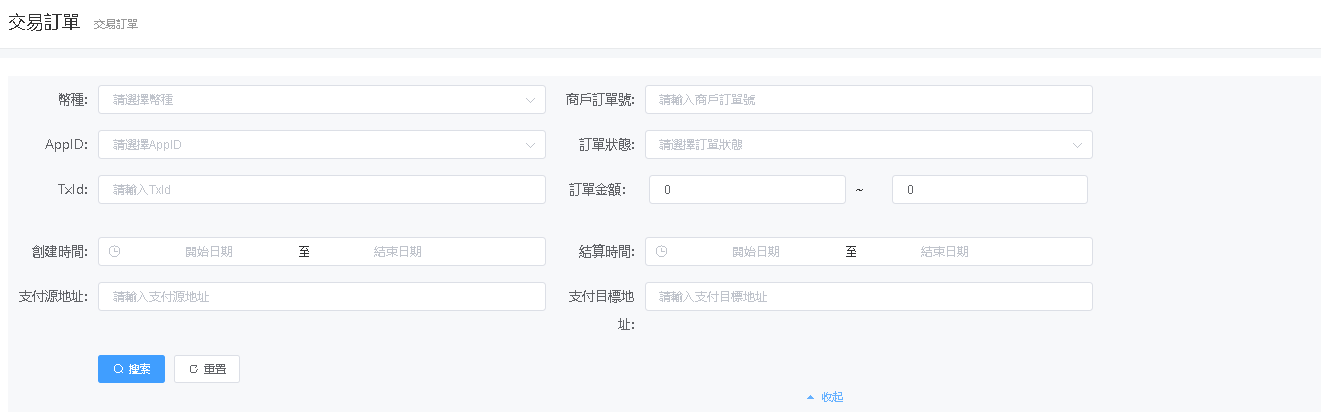 交易訂單 交易訂單
幣種: 請選擇幣種 商戶訂單號: 請輸入商戶訂單號
AppID: 請選擇AppID 訂單狀態: 請選擇訂單狀態
TxId: 請輸入TxId 訂單金額: 0 ~ 0
創建時間: 開始日期 至 結束日期 結算時間: 開始日期 至 結束日期
支付源地址: 請輸入支付源地址 支付目標地址: 請輸入支付目標地址
搜索 重置
收起